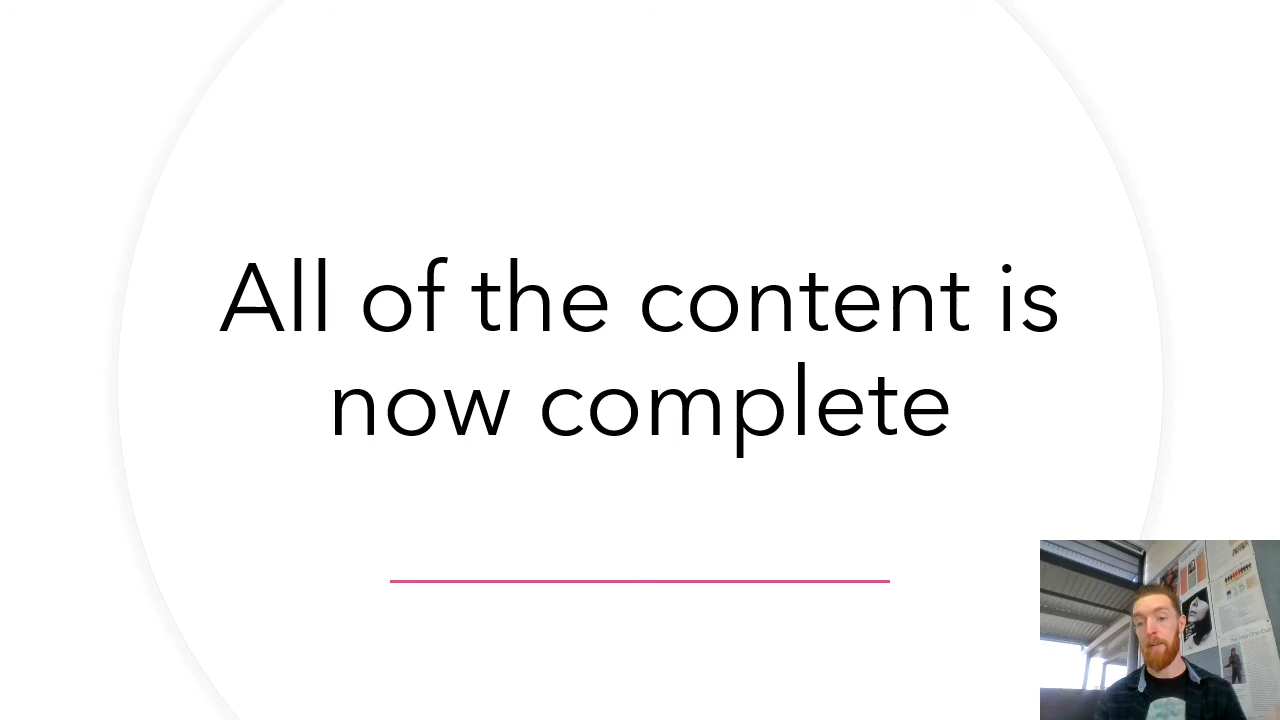 All of the content is
now complete